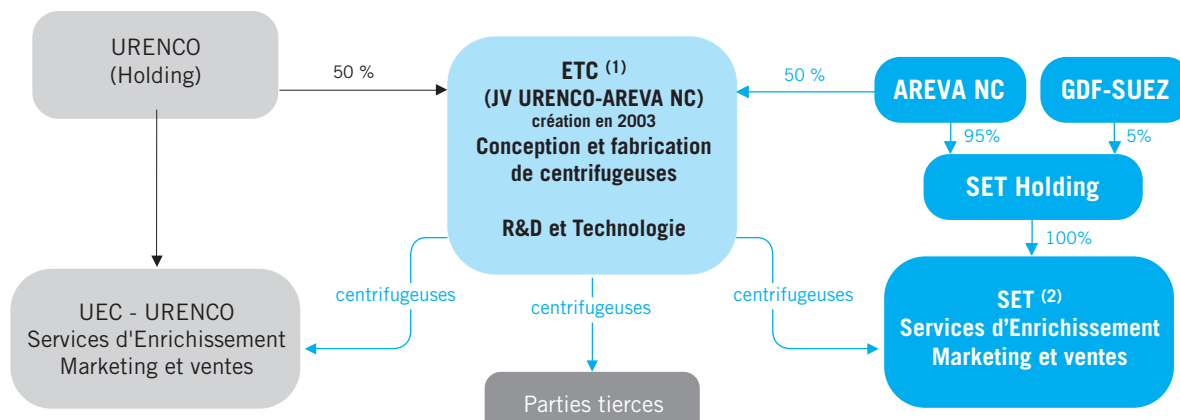 URENCO
(Holding)
50 %
ETC (1)
(JV URENCO-AREVA NC)
création en 2003
Conception et fabrication
de centrifugeuses
R&D et Technologie
50 %
AREVA NC
GDF-SUEZ
95%
5%
SET Holding
100%
centrifugeuses
centrifugeuses
centrifugeuses
UEC - URENCO
Services d'Enrichissement
Marketing et ventes
SET (2)
Services d’Enrichissement
Marketing et ventes
Parties tierces